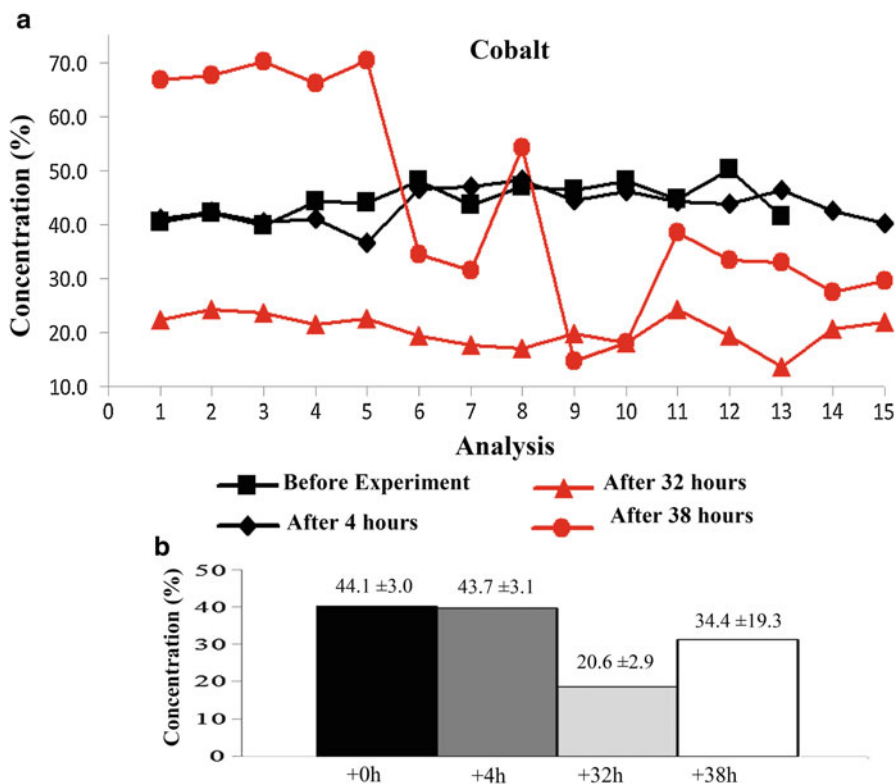 a
Cobalt
70.0
60.0
50.0
40.0
30.0
20.0
10.0
Concentration (%)
0 1 2 3 4 5 6 7 8 9 10 11 12 13 14 15
Analysis
Before Experiment After 32 hours
After 4 hours After 38 hours
b
50
40
30
20
10
0
Concentration (%)
44.1 ±3.0 43.7 ±3.1 20.6 ±2.9 34.4 ±19.3
+0h +4h +32h +38h